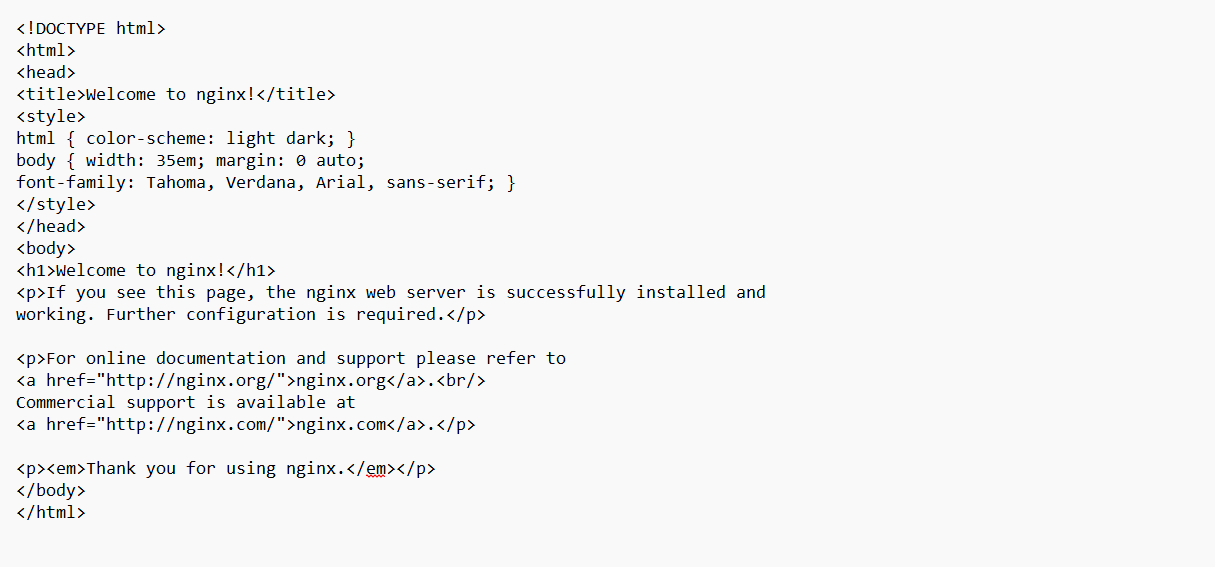 <!DOCTYPE html>
<html>
<head>
<title>Welcome to nginx!</title>
<style>
html { color-scheme: light dark; }
body { width: 35em; margin: 0 auto;
font-family: Tahoma, Verdana, Arial, sans-serif; }
</style>
</head>
<body>
<h1>Welcome to nginx!</h1>
<p>If you see this page, the nginx web server is successfully installed and
working. Further configuration is required.</p>

<p>For online documentation and support please refer to
<a href="http://nginx.org/">nginx.org</a>.<br/>
Commercial support is available at
<a href="http://nginx.com/">nginx.com</a>.</p>

<p><em>Thank you for using nginx.</em></p>
</body>
</html>